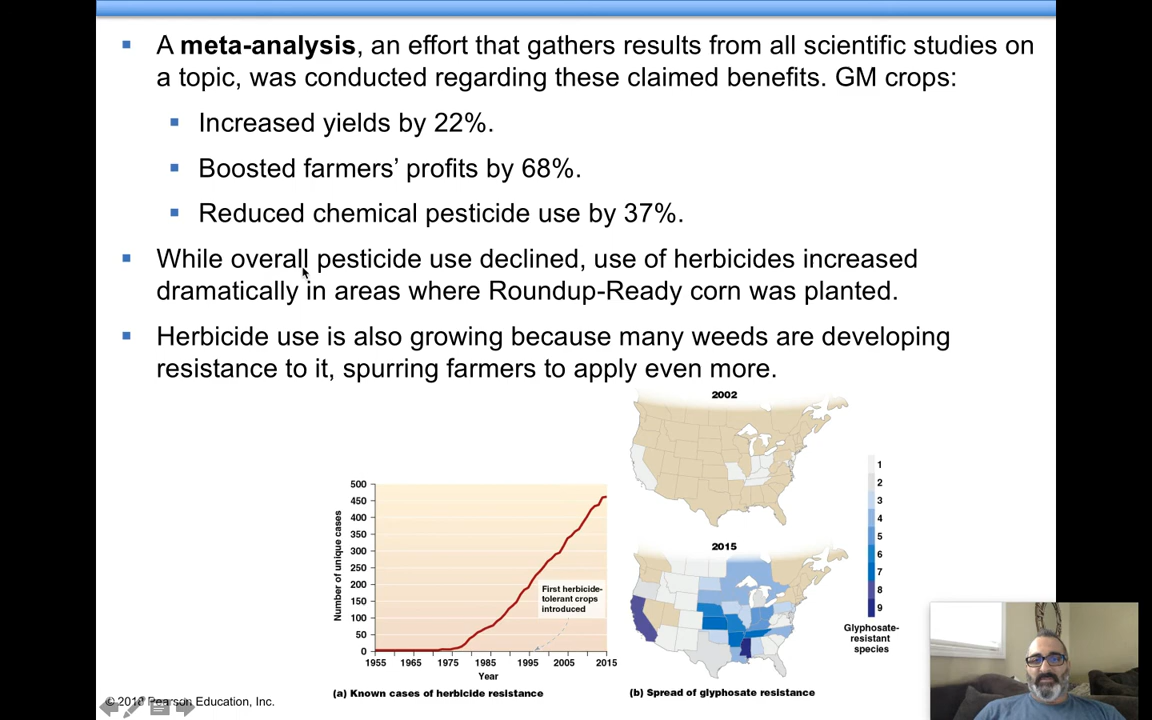 A meta-analysis, an effort that gathers results from all scientific studies on
a topic, was conducted regarding these claimed benefits. GM crops:
Increased yields by 22%.
Boosted farmers' profits by 68%.
Reduced chemical pesticide use by 37%.
While overall pesticide use declined, use of herbicides increased
dramatically in areas where Roundup-Ready corn was planted.
Herbicide use is also growing because many weeds are developing
resistance to it, spurring farmers to apply even more.
Number of unique cases
500
450
400
350
300
250
200
150
100
50
0
First herbicide-
tolerant crops
introduced
1955 1965 1975 1985 1995 2005 2015
Year
(a) Known cases of herbicide resistance
2002
2015
1
2
3
4
5
6
7
8
9
Glyphosate-
resistant
species
(b) Spread of glyphosate resistance
Pearson Education, Inc.